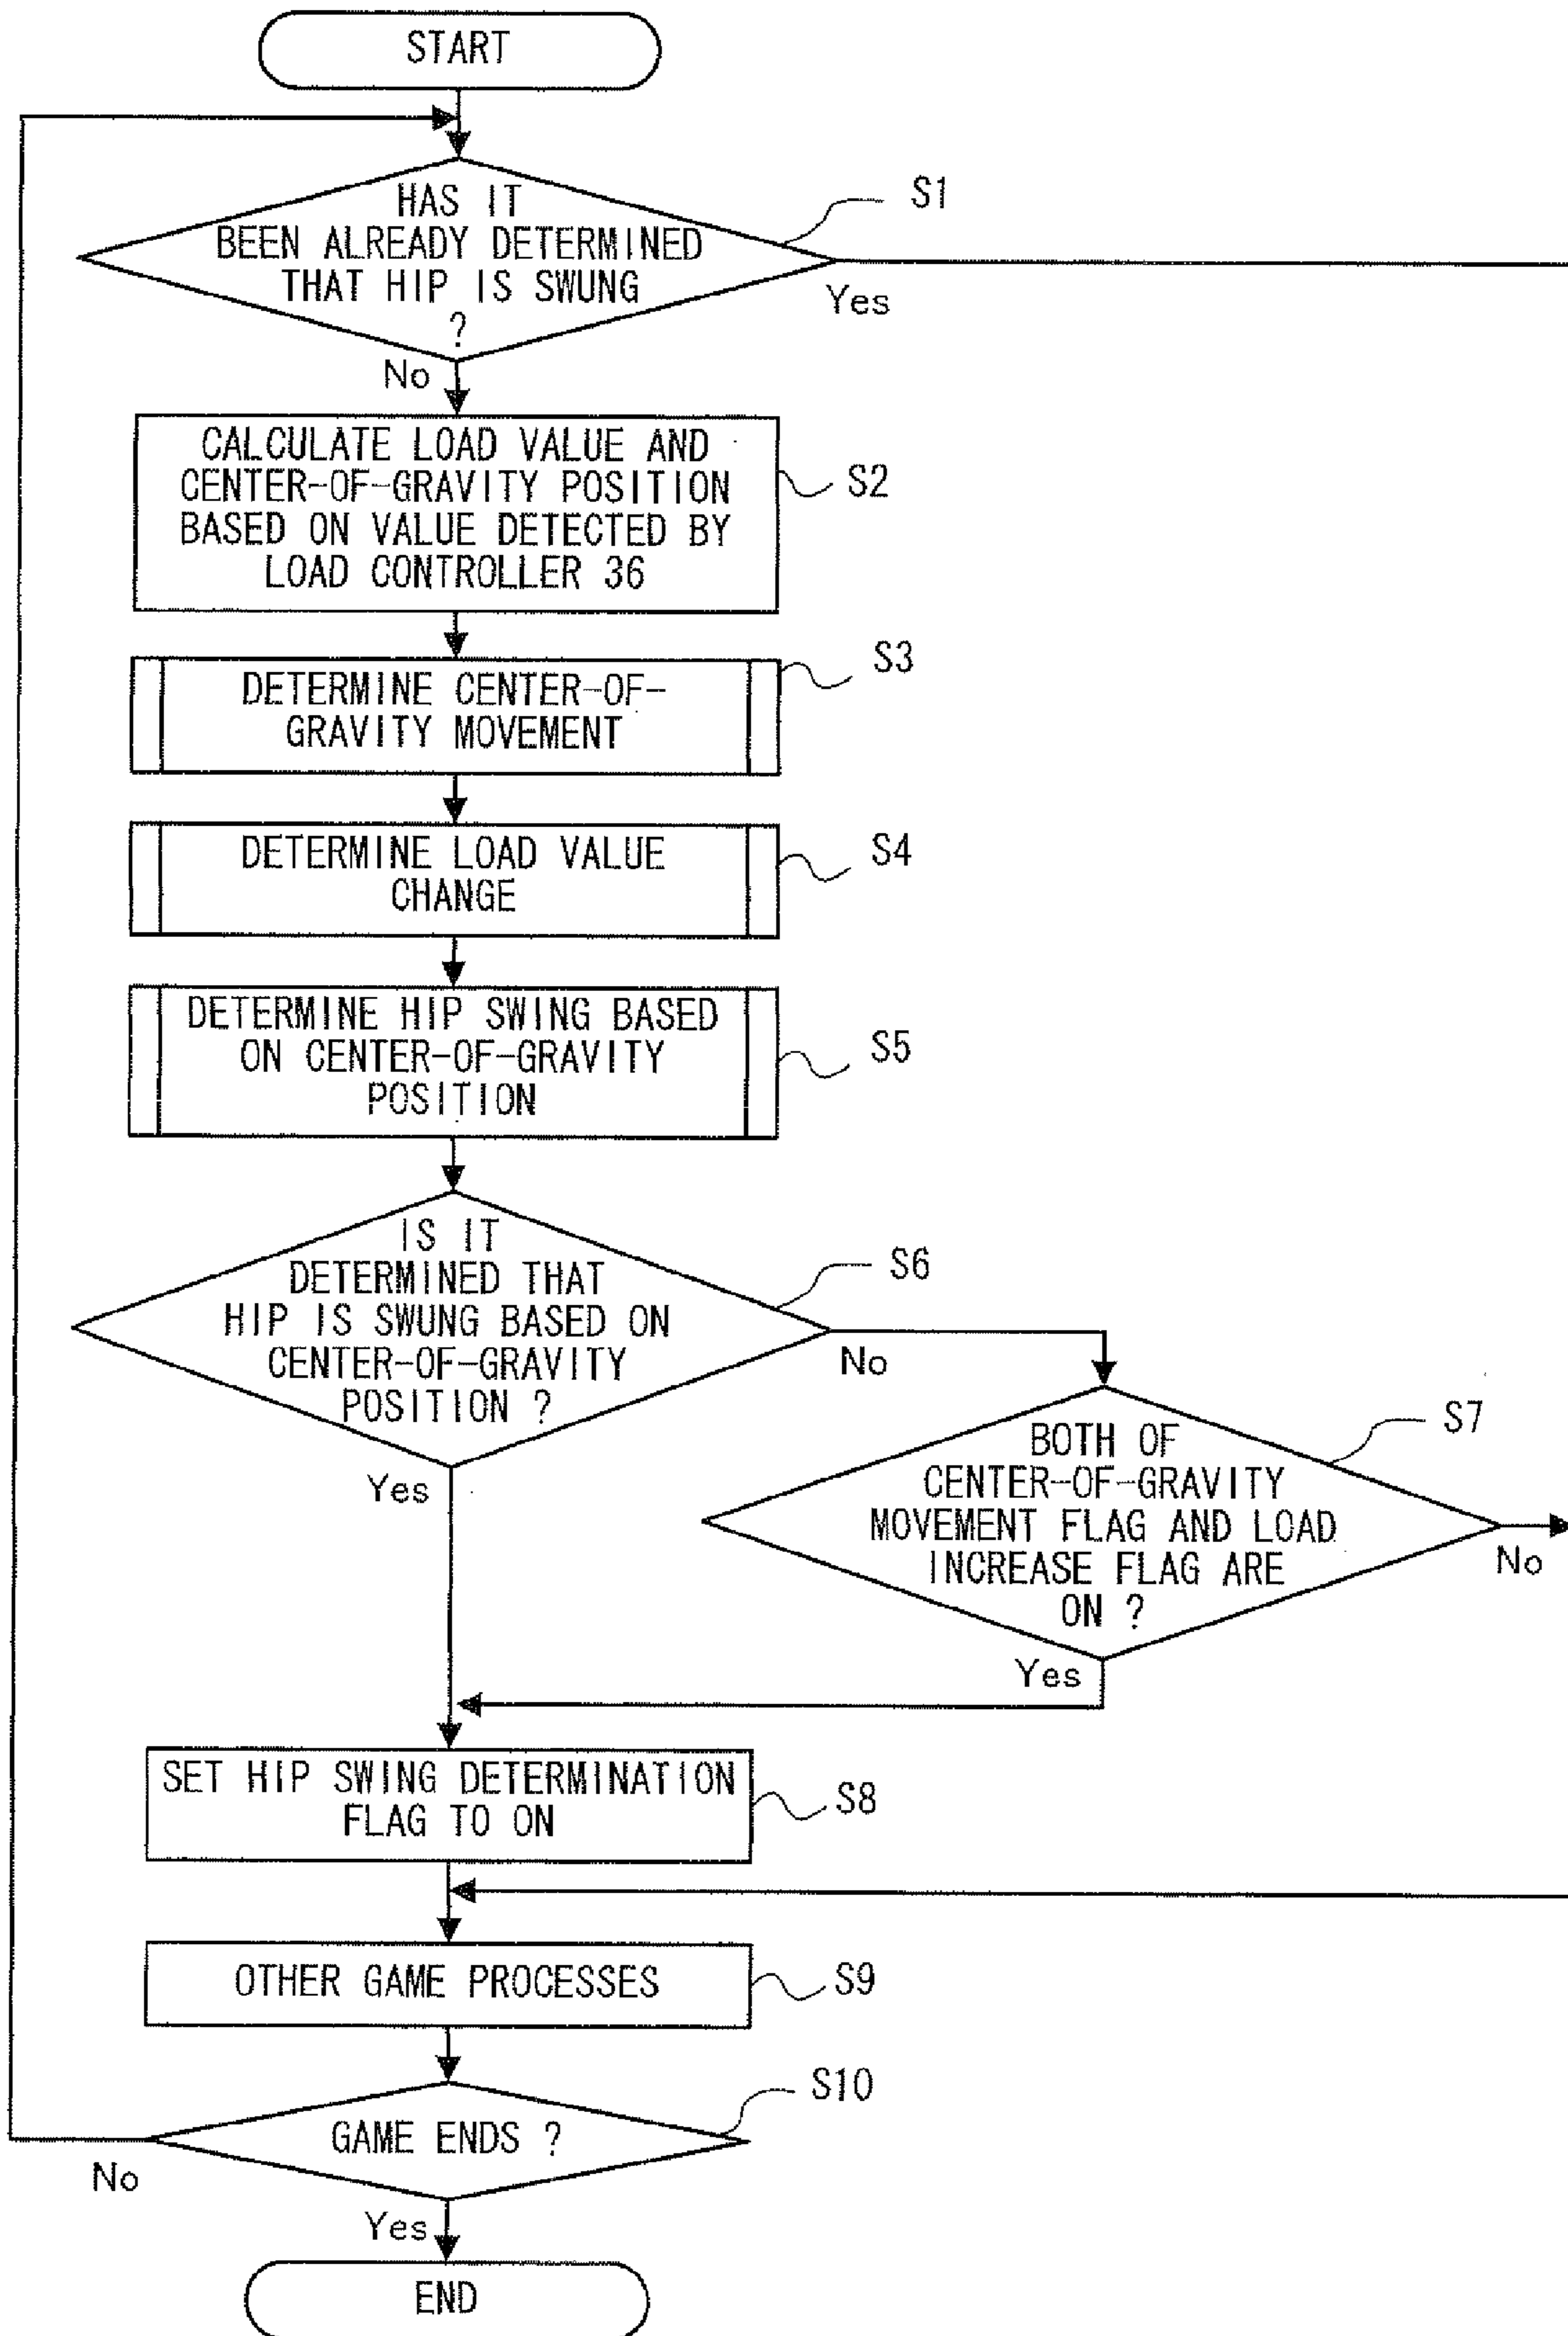 START
HAS IT
BEEN ALREADY DETERMINED
THAT HIP IS SWUNG
?
S1
Yes
No
CALCULATE LOAD VALUE AND
CENTER-OF-GRAVITY POSITION
BASED ON VALUE DETECTED BY
LOAD CONTROLLER 36
S2
DETERMINE CENTER-OF-
GRAVITY MOVEMENT
S3
DETERMINE LOAD VALUE
CHANGE
S4
DETERMINE HIP SWING BASED
ON CENTER-OF-GRAVITY
POSITION
S5
IS IT
DETERMINED THAT
HIP IS SWUNG BASED ON
CENTER-OF-GRAVITY
POSITION ?
S6
No
Yes
BOTH OF
CENTER-OF-GRAVITY
MOVEMENT FLAG AND LOAD
INCREASE FLAG ARE
ON ?
S7
No
Yes
SET HIP SWING DETERMINATION
FLAG TO ON
S8
OTHER GAME PROCESSES
S9
GAME ENDS ?
S10
No
Yes
END